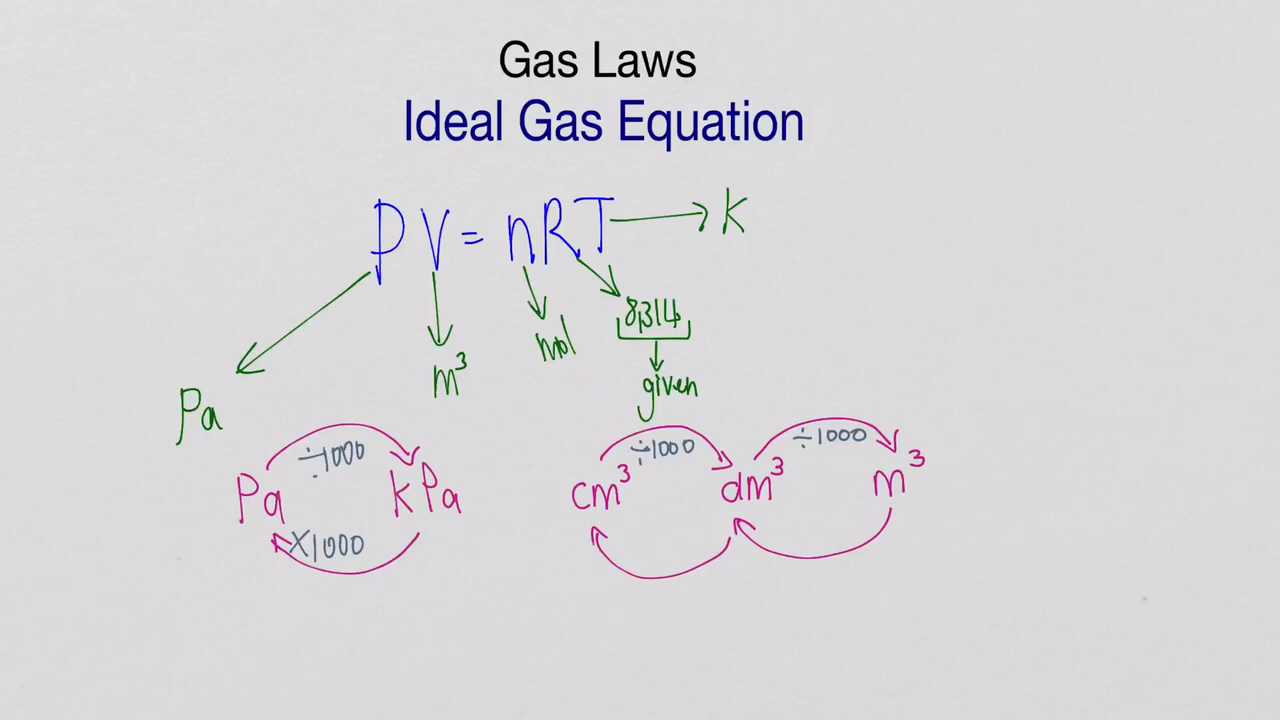 Gas Laws
Ideal Gas Equation
PV = nRT → K
8,314
mol
m³
given
Pa
÷1000
÷1000
÷1000
Pa kPa
cm³ dm³ m³
×1000